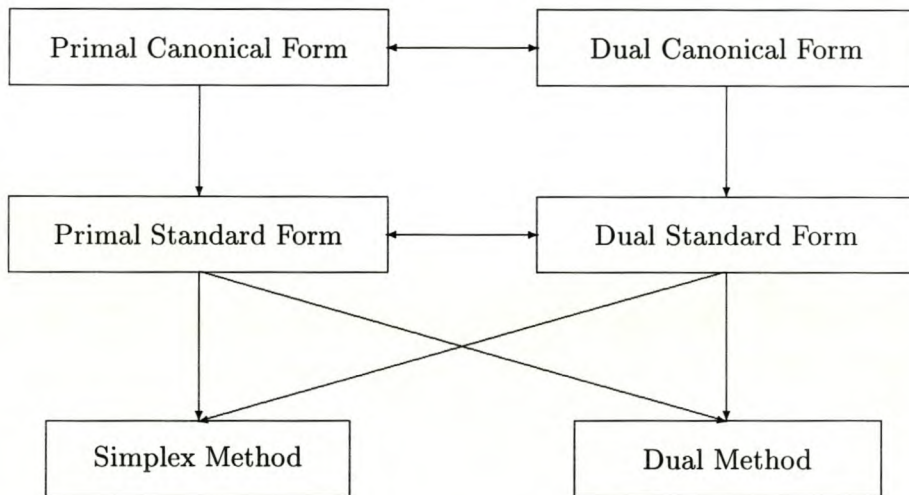 Primal Canonical Form
Dual Canonical Form
Primal Standard Form
Dual Standard Form
Simplex Method
Dual Method